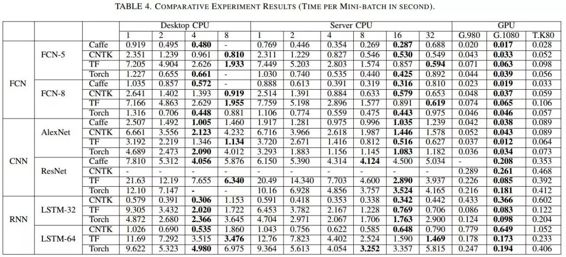 TABLE 4. COMPARATIVE EXPERIMENT RESULTS (TIME PER MINI-BATCH IN SECOND).
Desktop CPU Server CPU GPU
1 2 4 8 1 2 4 8 16 32 G.980 G.1080 T.K80
FCN FCN-5 Caffe 0.919 0.495 0.480 - 0.769 0.446 0.354 0.269 0.287 0.688 0.020 0.017 0.028
CNTK 2.351 1.239 0.961 0.810 2.311 1.229 0.827 0.546 0.530 0.549 0.043 0.033 0.052
TF 7.205 4.904 2.626 1.933 7.449 5.203 2.803 1.574 0.857 0.594 0.071 0.063 0.098
Torch 1.227 0.655 0.661 - 1.030 0.740 0.535 0.440 0.425 0.892 0.044 0.039 0.056
FCN-8 Caffe 1.035 0.857 0.572 - 0.888 0.613 0.391 0.319 0.316 0.810 0.023 0.019 0.033
CNTK 2.641 1.402 0.393 0.919 2.514 1.391 0.884 0.633 0.579 0.653 0.048 0.037 0.059
TF 7.166 4.863 2.629 1.955 7.759 5.198 2.896 1.577 0.891 0.619 0.074 0.065 0.106
Torch 1.316 0.706 0.448 0.881 1.106 0.774 0.559 0.475 0.443 0.975 0.046 0.046 0.057
CNN AlexNet Caffe 2.507 1.492 1.005 1.460 1.917 1.281 0.975 0.996 1.035 1.239 0.042 0.038 0.089
CNTK 6.661 3.556 2.123 4.232 6.716 3.966 2.618 1.987 1.446 1.578 0.052 0.043 0.089
TF 3.192 2.219 1.346 1.134 3.720 2.671 1.416 0.812 0.516 0.627 0.037 0.012 0.064
Torch 4.689 2.473 2.090 4.012 3.293 1.883 1.156 1.145 1.083 1.182 0.036 0.034 0.073
ResNet Caffe 7.810 5.312 4.056 5.876 6.150 5.390 4.314 4.124 4.500 5.034 - 0.208 0.353
CNTK - - - - - - - - - - 0.289 0.261 0.468
TF 21.63 12.19 7.655 6.340 20.49 14.340 7.703 4.600 2.890 3.937 0.226 0.085 0.392
Torch 12.10 7.147 - - 10.16 6.928 4.856 3.757 3.524 4.165 0.216 0.181 0.412
RNN LSTM-32 CNTK 0.579 0.391 0.306 1.153 0.591 0.418 0.353 0.338 0.342 0.442 0.433 0.366 0.602
TF 9.305 3.432 2.020 1.722 6.453 3.782 2.167 1.228 0.769 0.706 0.086 0.083 0.122
Torch 4.872 2.680 2.366 3.645 4.704 2.971 2.067 1.706 1.763 2.900 0.124 0.098 0.204
LSTM-64 CNTK 1.026 0.690 0.535 1.860 1.043 0.756 0.622 0.585 0.648 0.790 0.779 0.649 1.052
TF 11.69 7.292 3.515 3.476 12.76 7.823 4.402 2.524 1.590 1.469 0.178 0.173 0.233
Torch 9.622 5.323 4.980 6.975 9.364 5.613 4.054 3.252 3.357 5.815 0.247 0.194 0.406